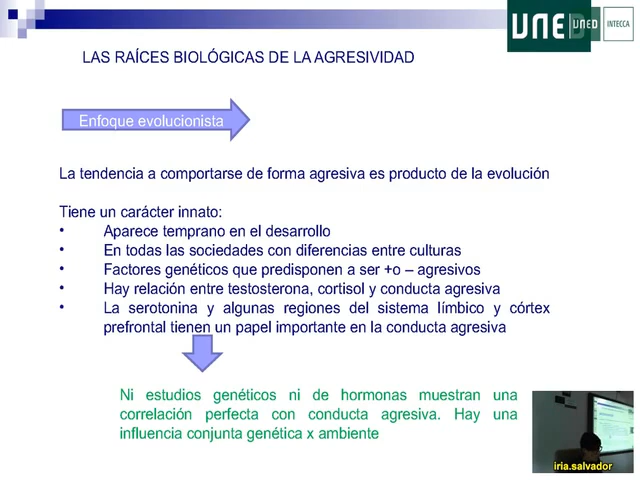 UNED
UNED
INTECCA
LAS RAÍCES BIOLÓGICAS DE LA AGRESIVIDAD
Enfoque evolucionista
La tendencia a comportarse de forma agresiva es producto de la evolución
Tiene un carácter innato:
• Aparece temprano en el desarrollo
• En todas las sociedades con diferencias entre culturas
• Factores genéticos que predisponen a ser +o – agresivos
• Hay relación entre testosterona, cortisol y conducta agresiva
• La serotonina y algunas regiones del sistema límbico y córtex
prefrontal tienen un papel importante en la conducta agresiva
Ni estudios genéticos ni de hormonas muestran una
correlación perfecta con conducta agresiva. Hay una
influencia conjunta genética x ambiente
iria.salvador